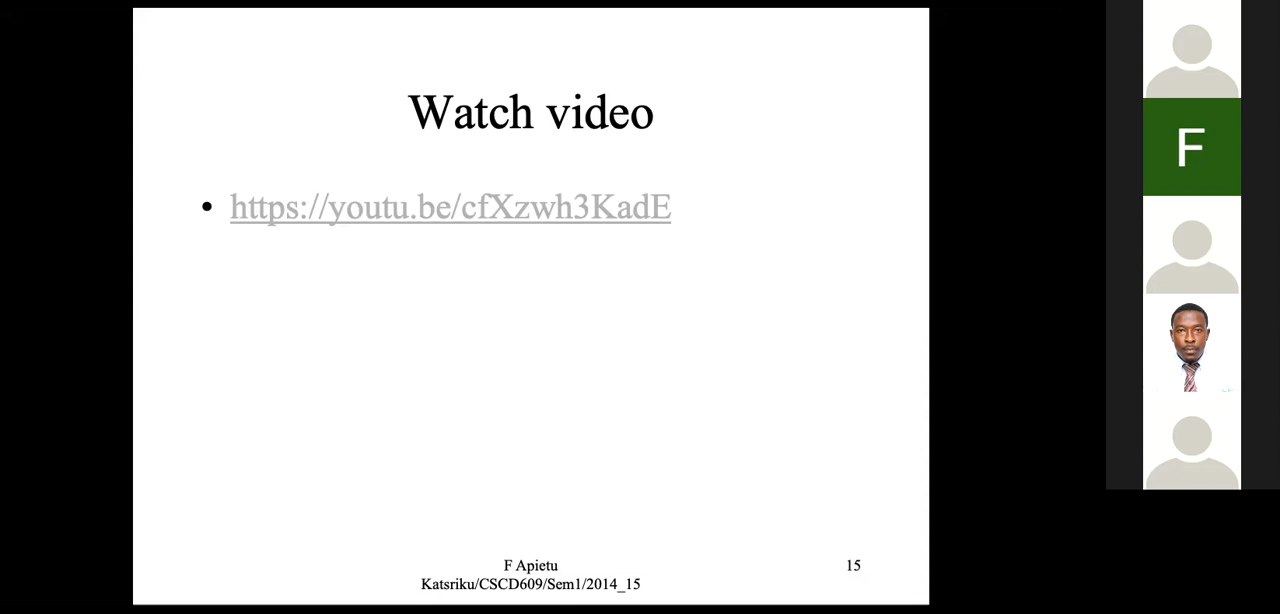 Watch video
• https://youtu.be/cfXzwh3KadE
F
F Apietu
Katsriku/CSCD609/Sem1/2014_15
15